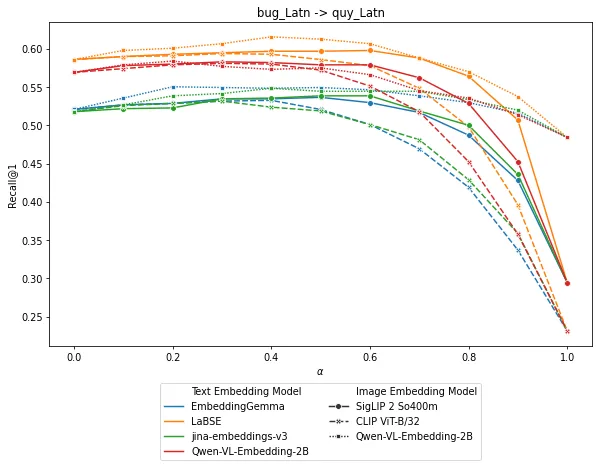 bug_Latn -> quy_Latn
Recall@1
0.60
0.55
0.50
0.45
0.40
0.35
0.30
0.25
0.0
0.2
0.4
0.6
0.8
1.0
α
Text Embedding Model
EmbeddingGemma
LaBSE
jina-embeddings-v3
Qwen-VL-Embedding-2B
Image Embedding Model
SigLIP 2 So400m
CLIP ViT-B/32
Qwen-VL-Embedding-2B